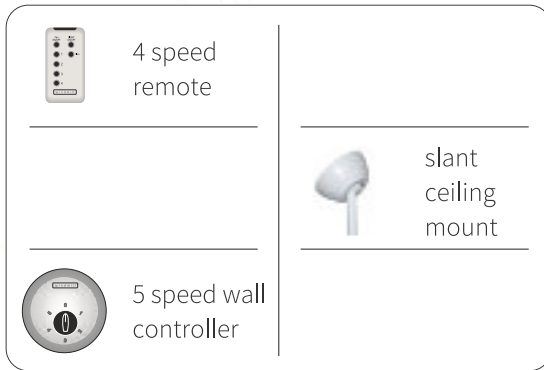 4 speed
remote
slant
ceiling
mount
5 speed wall
controller